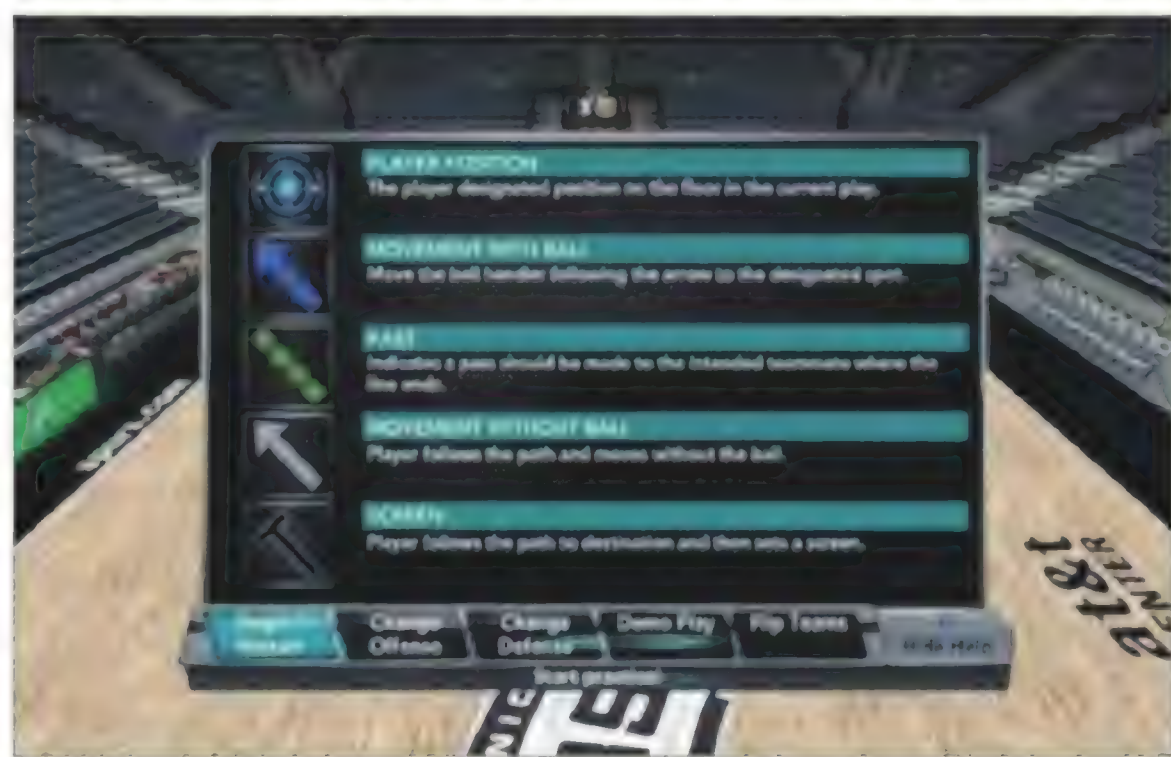 PLAYER POSITION
The player designated position on the floor in the current play.
MOVEMENT WITH BALL
Move the ball handler following the arrow to the designated spot.
PASS
Indicates a pass should be made to the intended teammate where the
line ends.
MOVEMENT WITHOUT BALL
Player follows the path and moves without the ball.
SCREEN
Player follows the path to destination and then sets a screen.
Change Change Demo Play Flip Teams
Offense Defense Hide Help
Start practice!